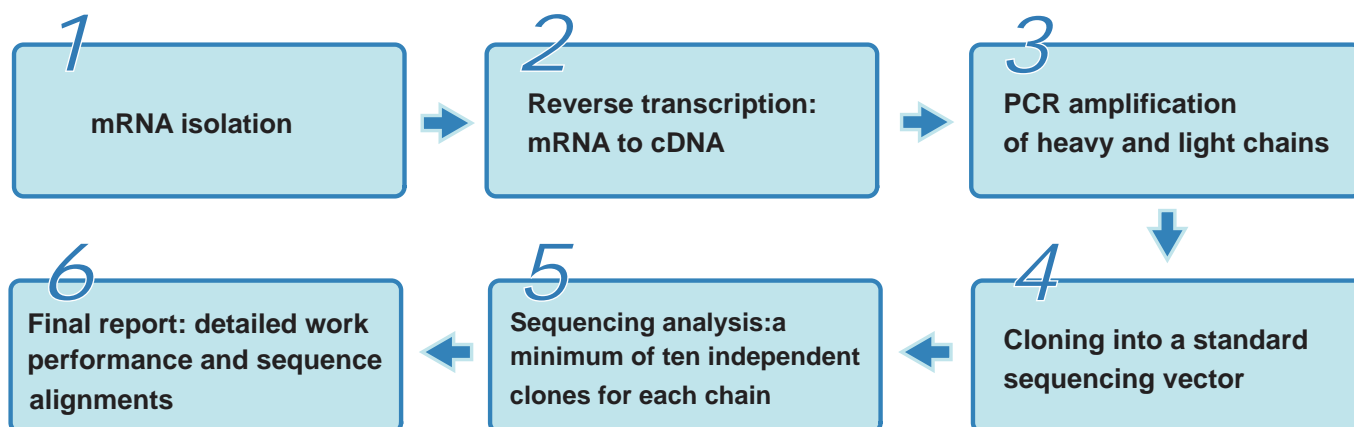 1
mRNA isolation
2
Reverse transcription:
mRNA to cDNA
3
PCR amplification
of heavy and light chains
4
Cloning into a standard
sequencing vector
5
Sequencing analysis:a
minimum of ten independent
clones for each chain
6
Final report: detailed work
performance and sequence
alignments